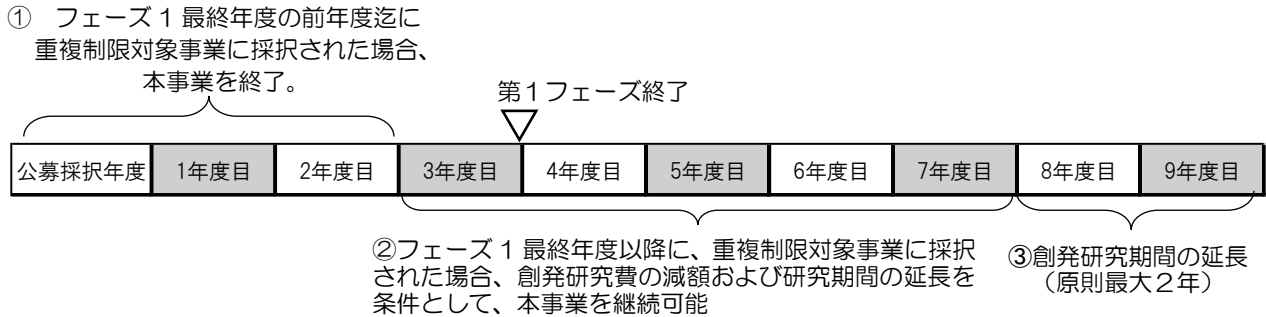 ① フェーズ1最終年度の前年度迄に
重複制限対象事業に採択された場合、
本事業を終了。
第1フェーズ終了
公募採択年度 1年度目 2年度目 3年度目 4年度目 5年度目 6年度目 7年度目 8年度目 9年度目
②フェーズ1最終年度以降に、重複制限対象事業に採択
された場合、創発研究費の減額および研究期間の延長を
条件として、本事業を継続可能
③創発研究期間の延長
（原則最大2年）